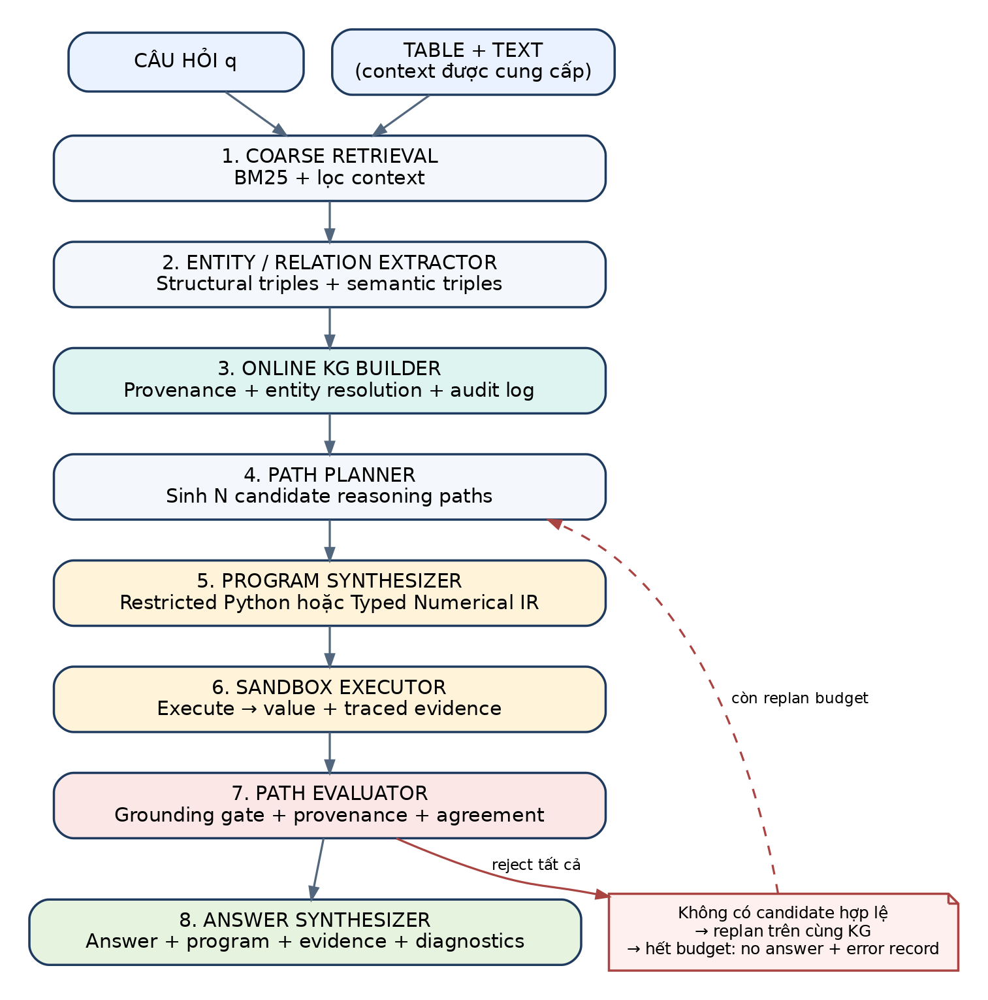 CÂU HỎI q
TABLE + TEXT
(context được cung cấp)
1. COARSE RETRIEVAL
BM25 + lọc context
2. ENTITY / RELATION EXTRACTOR
Structural triples + semantic triples
3. ONLINE KG BUILDER
Provenance + entity resolution + audit log
4. PATH PLANNER
Sinh N candidate reasoning paths
5. PROGRAM SYNTHESIZER
Restricted Python hoặc Typed Numerical IR
còn replan budget
6. SANDBOX EXECUTOR
Execute → value + traced evidence
7. PATH EVALUATOR
Grounding gate + provenance + agreement
reject tất cả
8. ANSWER SYNTHESIZER
Answer + program + evidence + diagnostics
Không có candidate hợp lệ
→ replan trên cùng KG
→ hết budget: no answer + error record